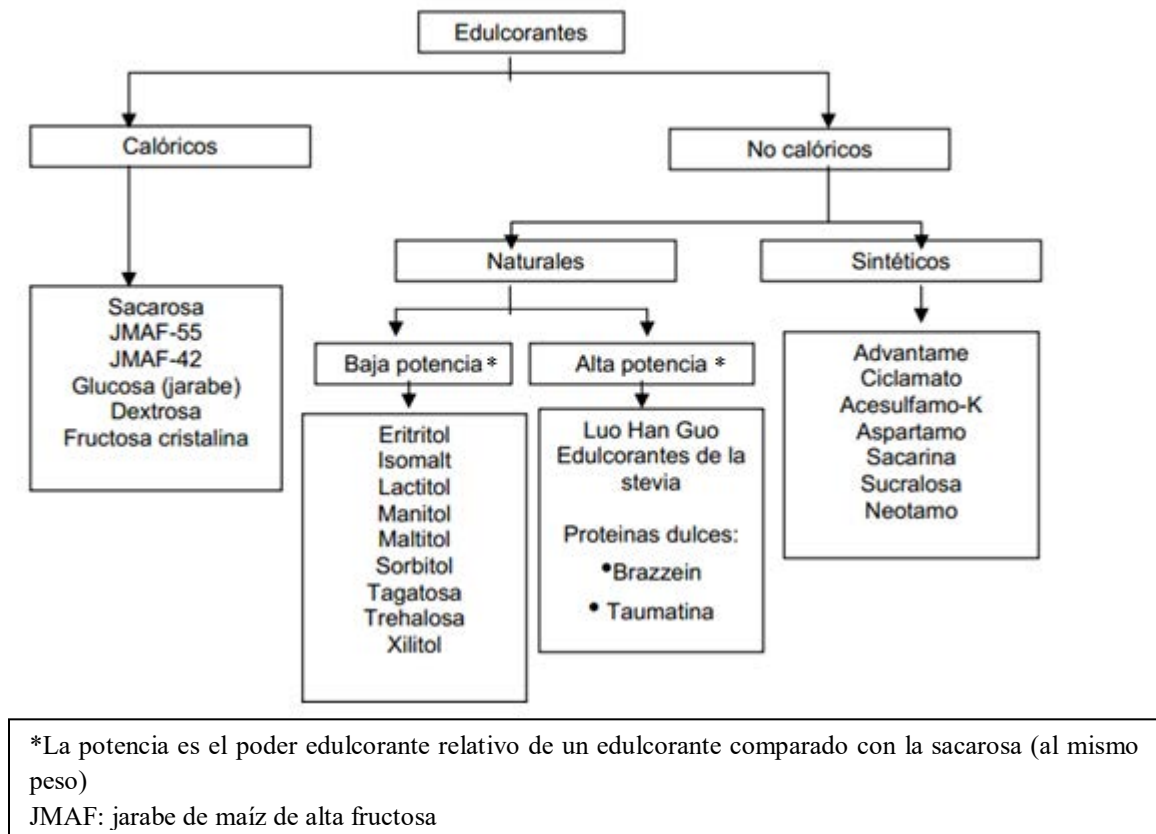 Edulcorantes
Calóricos
No calóricos
Naturales
Sintéticos
Sacarosa
JMAF-55
JMAF-42
Glucosa (jarabe)
Dextrosa
Fructosa cristalina
Baja potencia *
Alta potencia *
Eritritol
Isomalt
Lactitol
Manitol
Maltitol
Sorbitol
Tagatosa
Trehalosa
Xilitol
Luo Han Guo
Edulcorantes de la
stevia
Proteinas dulces:
•Brazzein
• Taumatina
Advantame
Ciclamato
Acesulfamo-K
Aspartamo
Sacarina
Sucralosa
Neotamo
*La potencia es el poder edulcorante relativo de un edulcorante comparado con la sacarosa (al mismo
peso)
JMAF: jarabe de maíz de alta fructosa